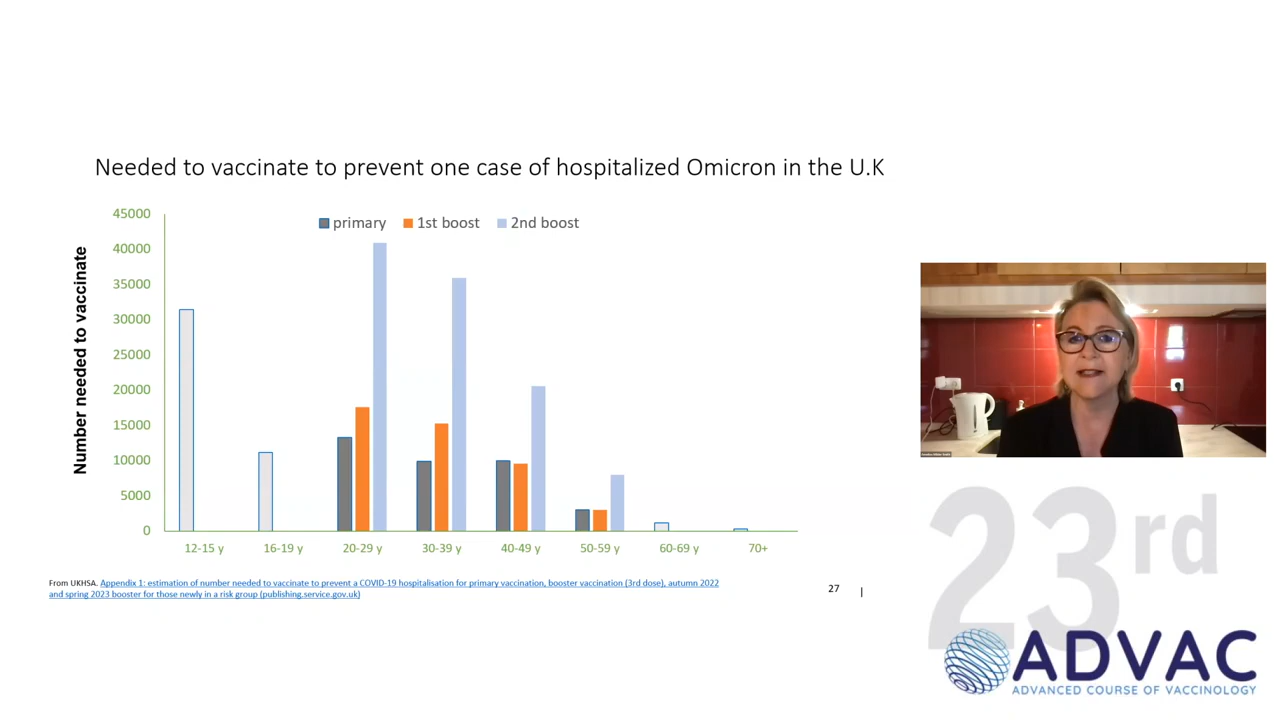 Needed to vaccinate to prevent one case of hospitalized Omicron in the U.K
Number needed to vaccinate
45000
40000
35000
30000
25000
20000
15000
10000
5000
0
primary 1st boost 2nd boost
12-15 y 16-19 y 20-29 y 30-39 y 40-49 y 50-59 y 60-69 y 70+
From UKHSA. Appendix 1: estimation of number needed to vaccinate to prevent a COVID-19 hospitalisation for primary vaccination, booster vaccination (3rd dose), autumn 2022
and spring 2023 booster for those newly in a risk group (publishing.service.gov.uk)
27 |
23rd
ADVAC
ADVANCED COURSE OF VACCINOLOGY